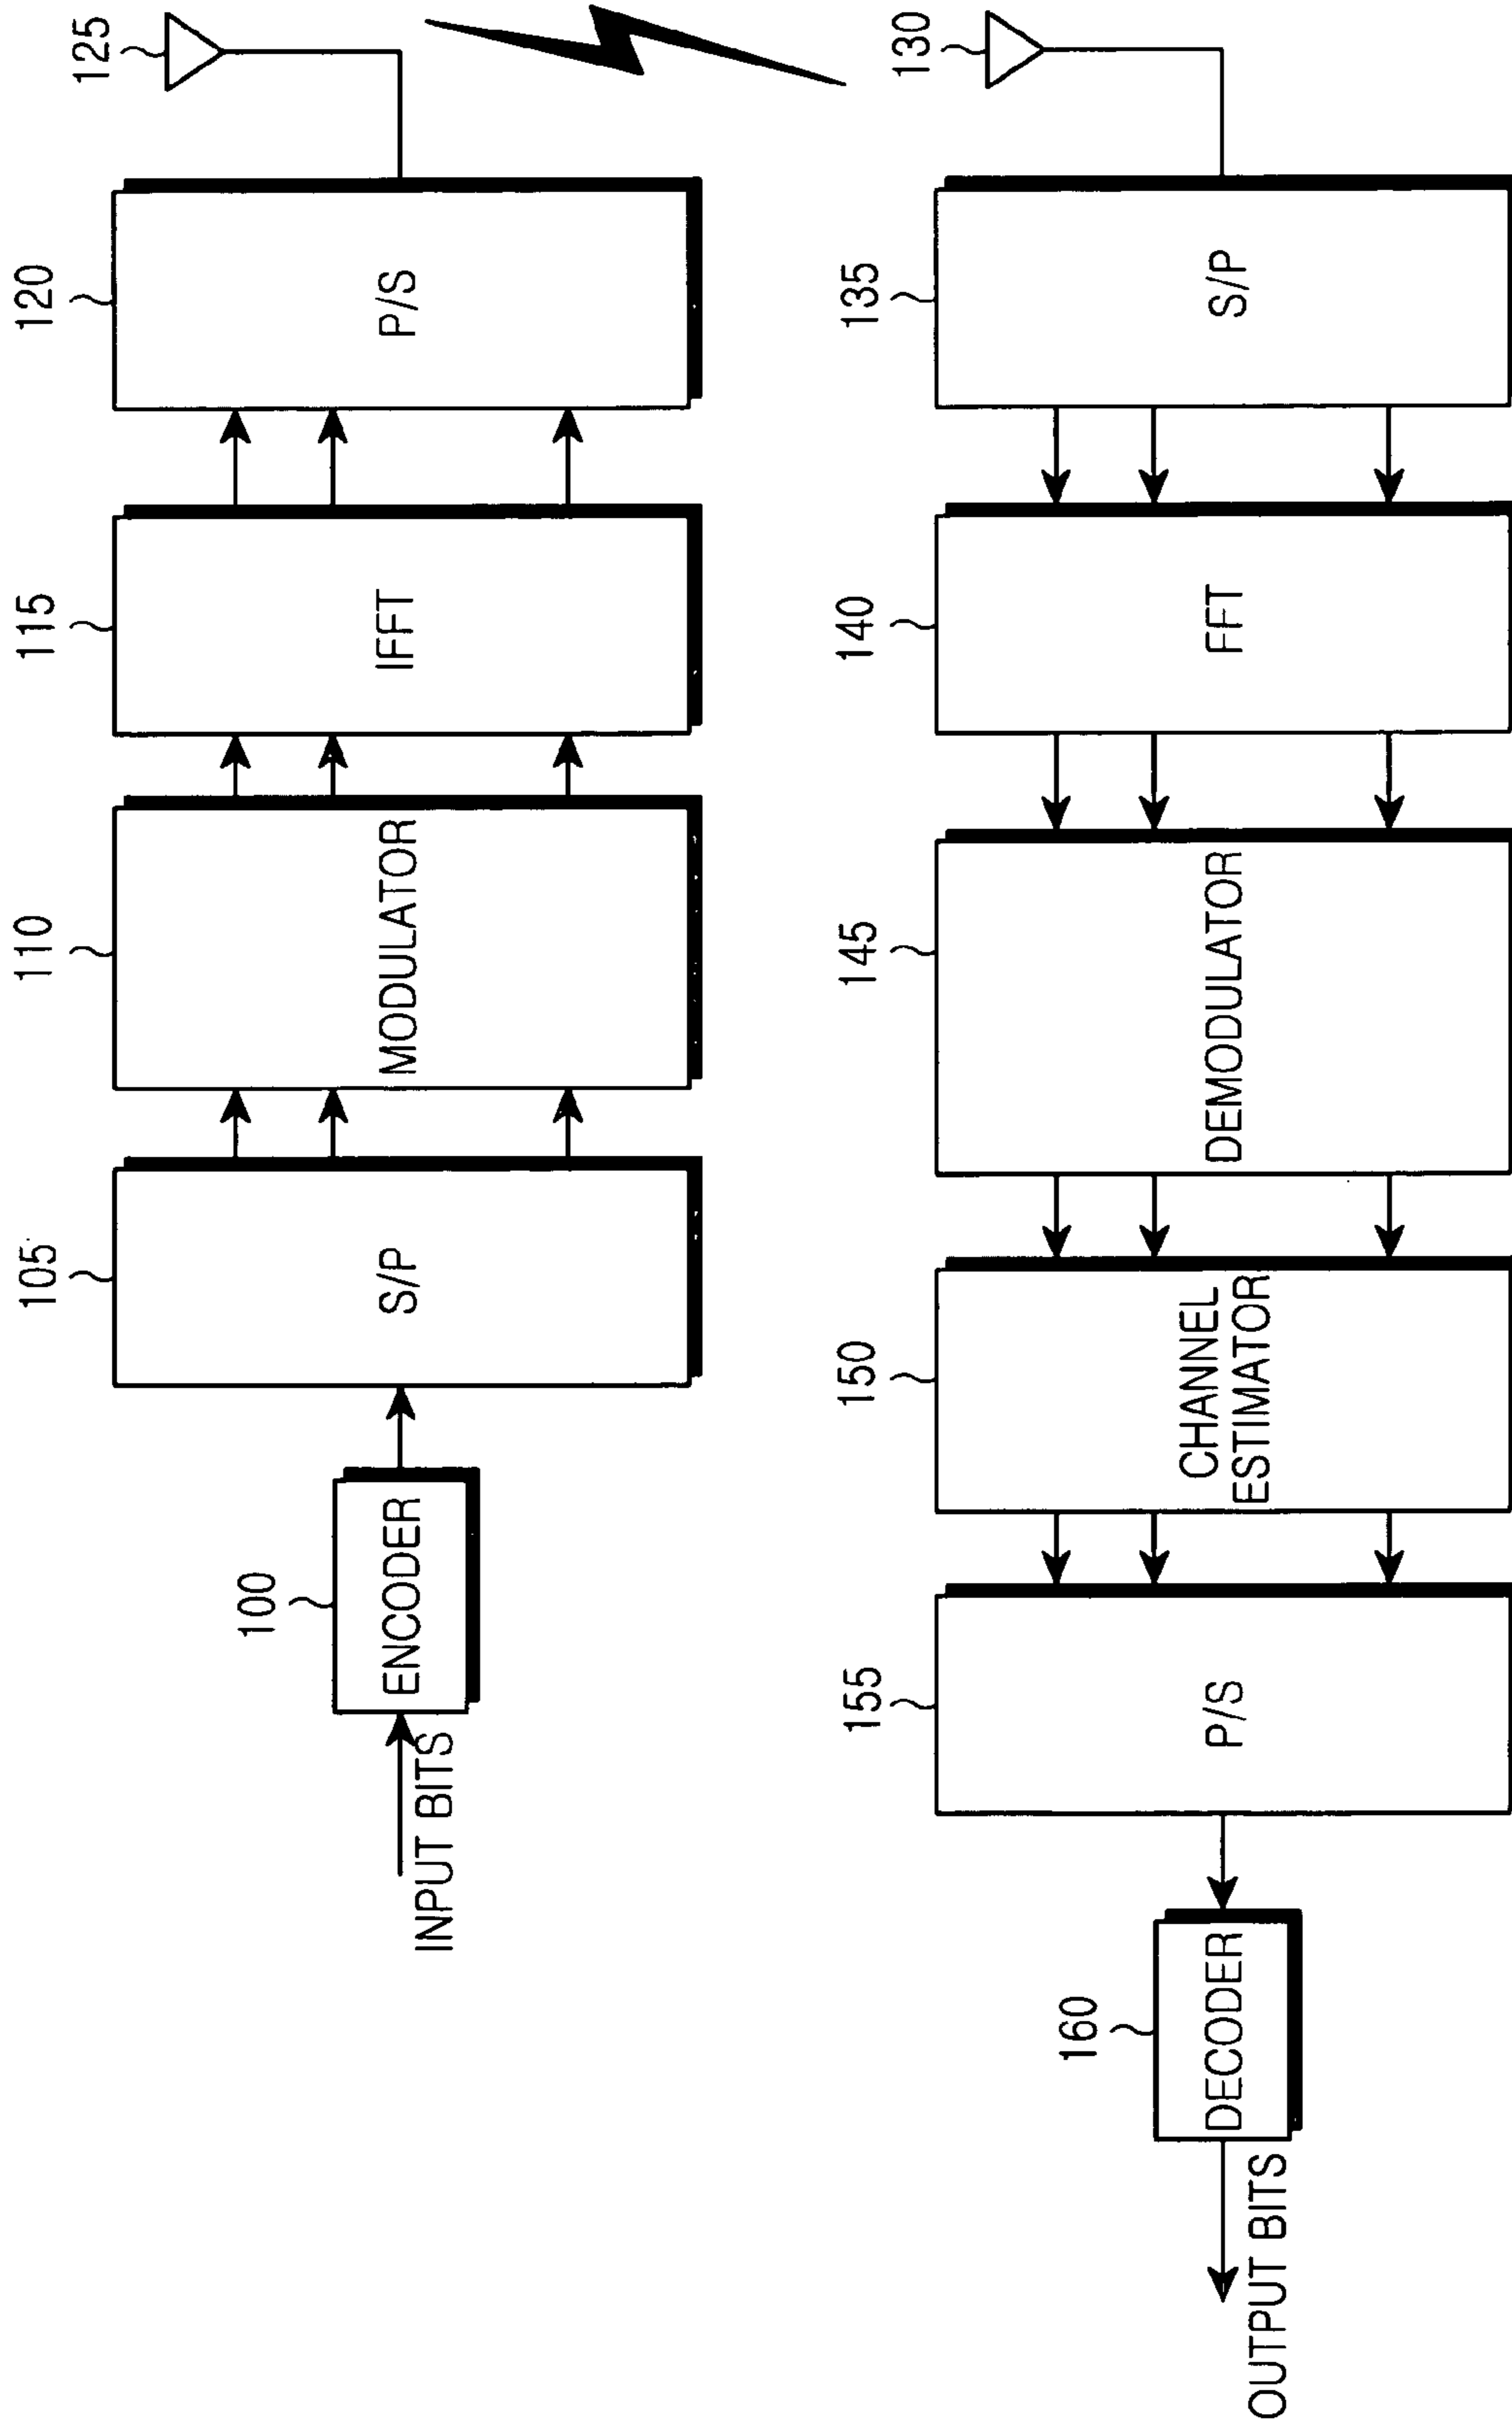 100
105
110
115
120
125
INPUT BITS
ENCODER
S/P
MODULATOR
IFFT
P/S
160
155
150
145
140
135
130
OUTPUT BITS
DECODER
P/S
CHANNEL
ESTIMATOR
DEMODULATOR
FFT
S/P